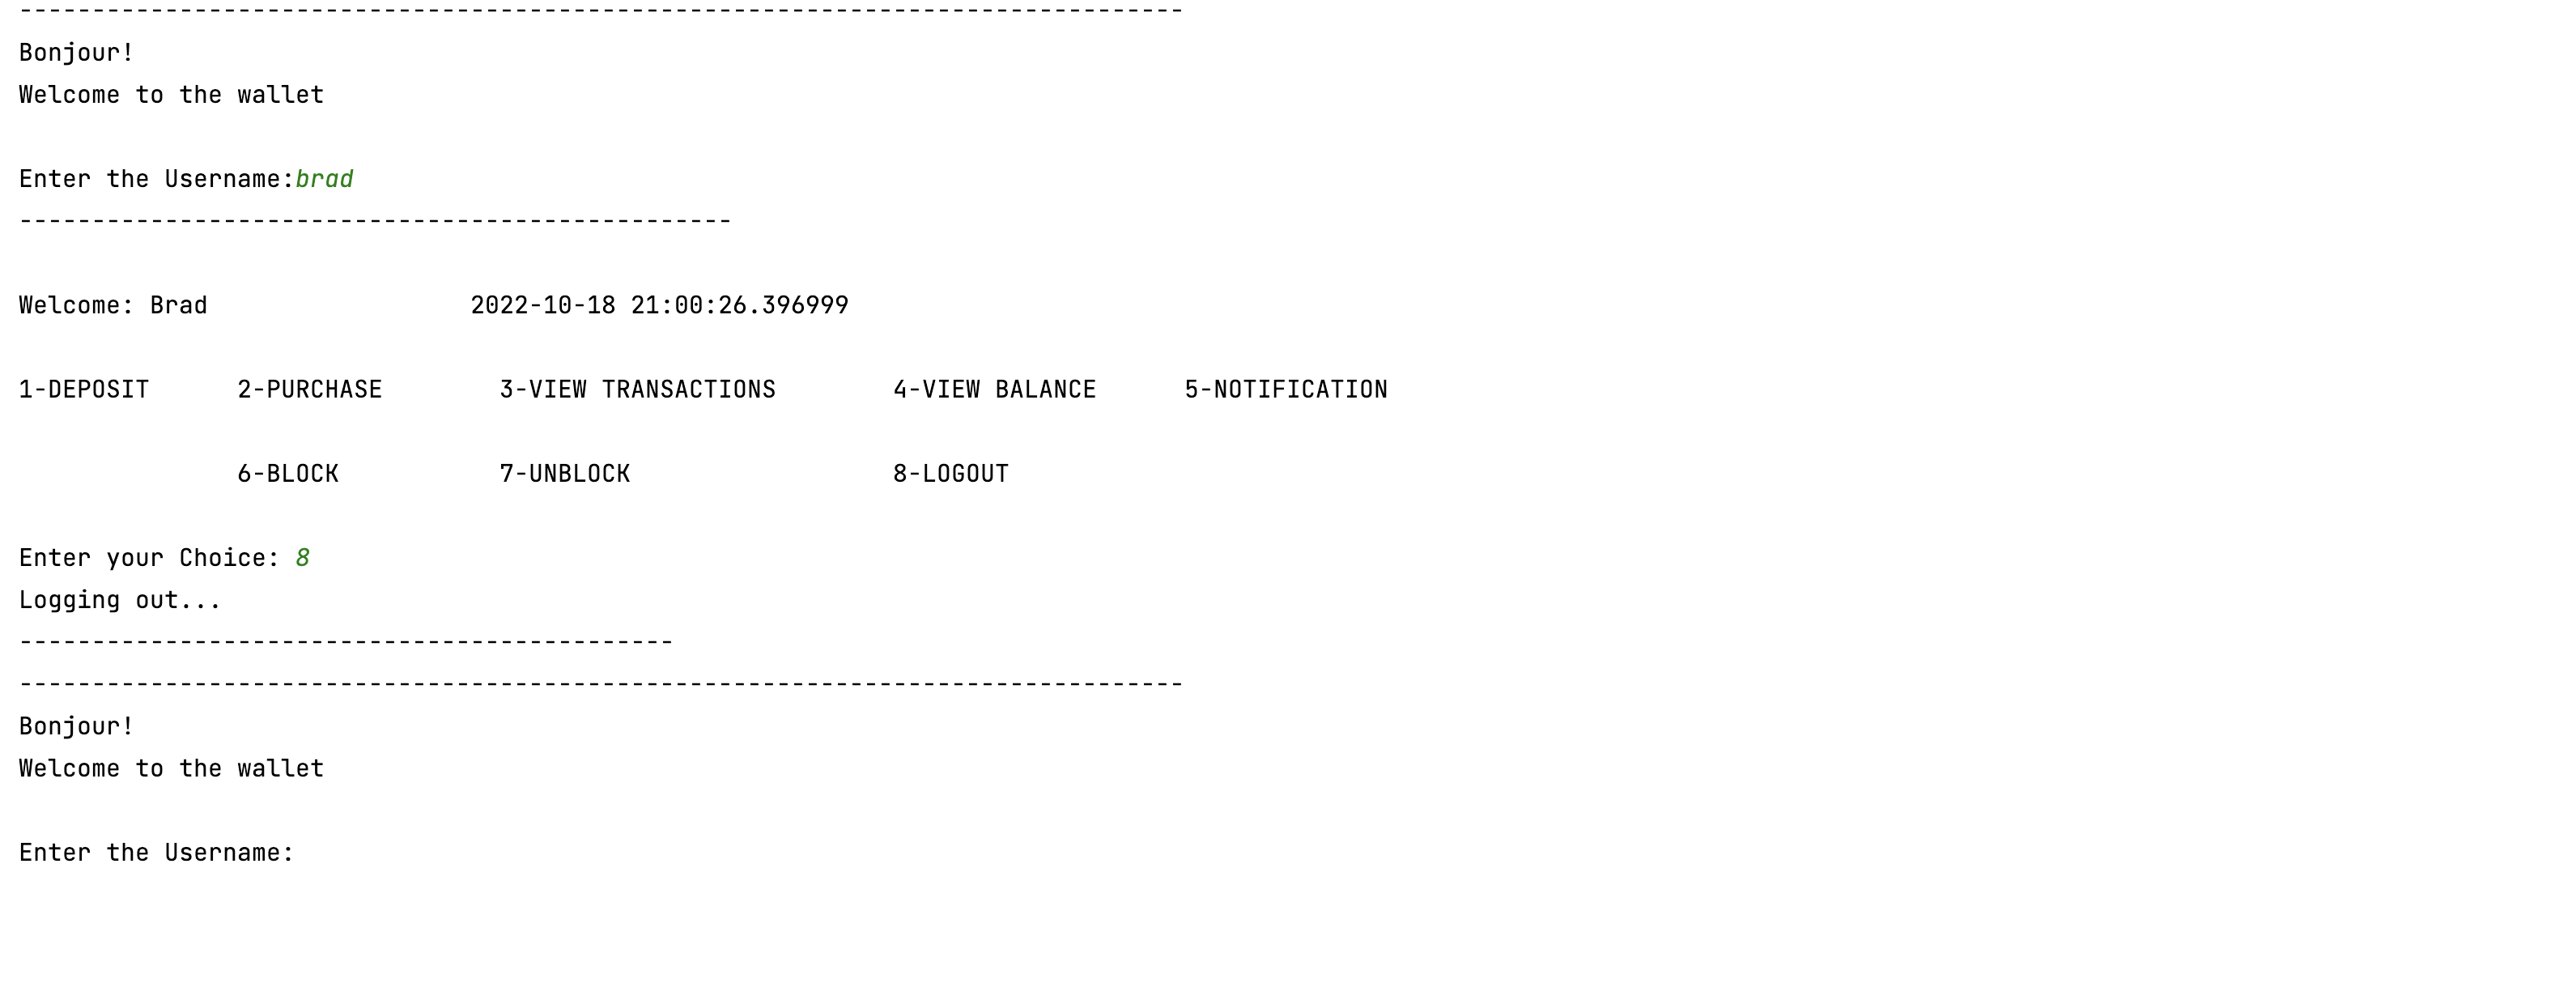 --------------------------------------------------------------------------------
Bonjour!
Welcome to the wallet
Enter the Username:brad
-------------------------------------------------
Welcome: Brad                  2022-10-18 21:00:26.396999
1-DEPOSIT      2-PURCHASE        3-VIEW TRANSACTIONS        4-VIEW BALANCE      5-NOTIFICATION
               6-BLOCK           7-UNBLOCK                  8-LOGOUT
Enter your Choice: 8
Logging out...
---------------------------------------------
--------------------------------------------------------------------------------
Bonjour!
Welcome to the wallet
Enter the Username: